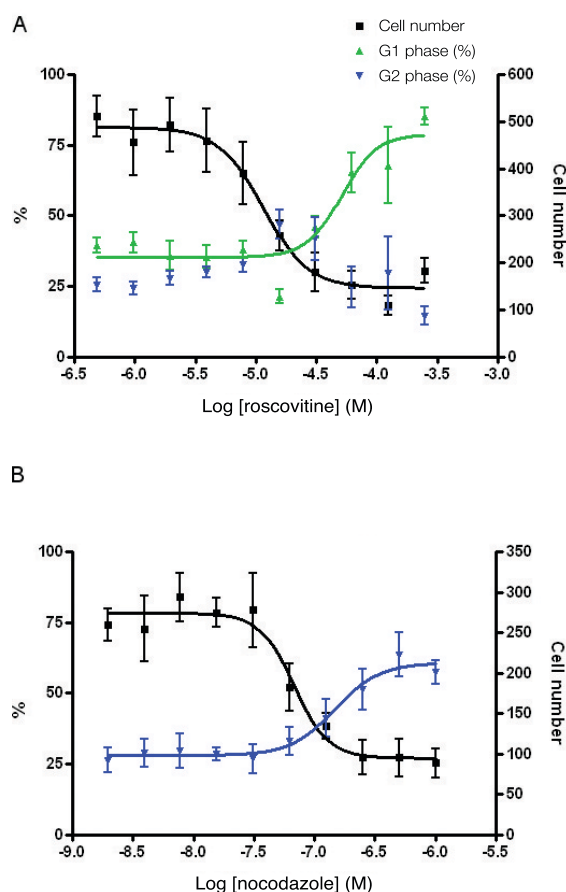 A
Cell number
G1 phase (%)
G2 phase (%)
100
75
50
25
0
%
600
500
400
300
200
100
0
Cell number
-6.5 -6.0 -5.5 -5.0 -4.5 -4.0 -3.5 -3.0
Log [roscovitine] (M)
B
100
75
50
25
0
%
350
300
250
200
150
100
50
0
Cell number
-9.0 -8.5 -8.0 -7.5 -7.0 -6.5 -6.0 -5.5
Log [nocodazole] (M)